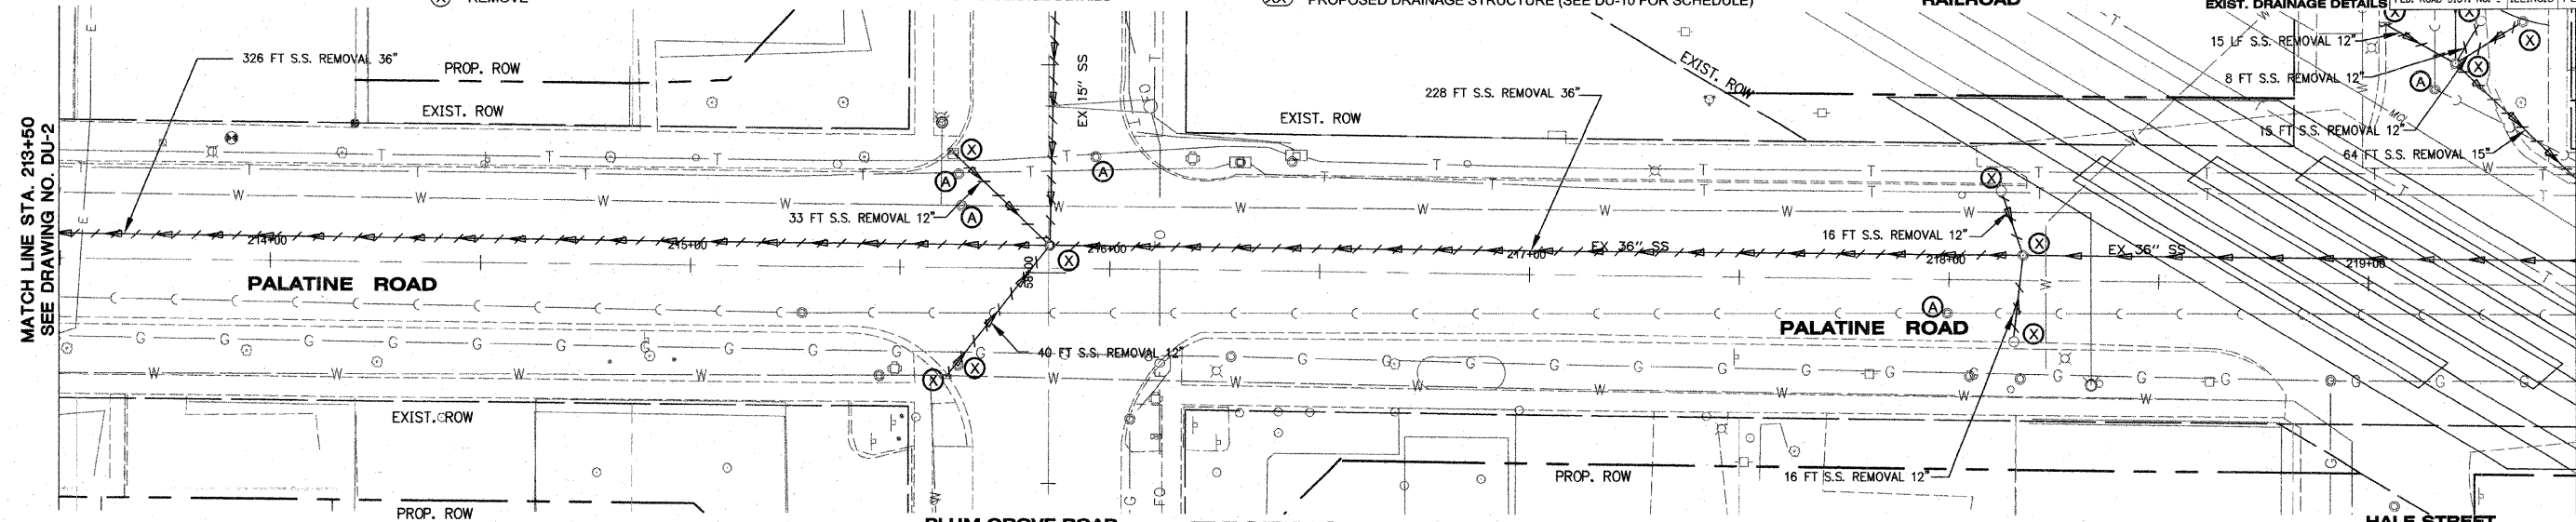 X REMOVE
XX PROPOSED DRAINAGE STRUCTURE (SEE DU-10 FOR SCHEDULE)
RAILROAD
EXIST. DRAINAGE DETAILS
326 FT S.S. REMOVAL 36"
PROP. ROW
EXIST. ROW
EX 15" SS
EXIST. ROW
228 FT S.S. REMOVAL 36"
EXIST. ROW
15 LF S.S. REMOVAL 12"
8 FT S.S. REMOVAL 12"
15 FT S.S. REMOVAL 12"
64 FT S.S. REMOVAL 15"
MATCH LINE STA. 213+50
SEE DRAWING NO. DU-2
33 FT S.S. REMOVAL 12"
16 FT S.S. REMOVAL 12"
214+00
215+00
216+00
217+00
218+00
219+00
EX 36" SS
EX 36" SS
58+00
PALATINE ROAD
PALATINE ROAD
40 FT S.S. REMOVAL 12"
EXIST. ROW
PROP. ROW
PROP. ROW
16 FT S.S. REMOVAL 12"
PLUM GROVE ROAD
HALE STREET